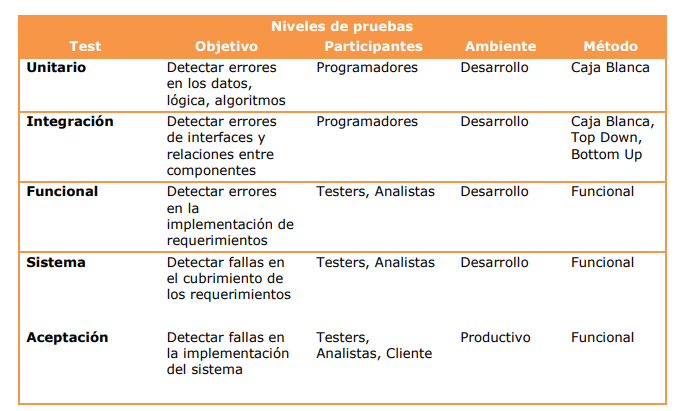 Niveles de pruebas
Test Objetivo Participantes Ambiente Método
Unitario Detectar errores Programadores Desarrollo Caja Blanca
en los datos,
lógica, algoritmos
Integración Detectar errores Programadores Desarrollo Caja Blanca,
de interfaces y Top Down,
relaciones entre Bottom Up
componentes
Funcional Detectar errores Testers, Analistas Desarrollo Funcional
en la
implementación de
requerimientos
Sistema Detectar fallas en Testers, Analistas Desarrollo Funcional
el cubrimiento de
los requerimientos
Aceptación Detectar fallas en Testers, Productivo Funcional
la implementación Analistas, Cliente
del sistema